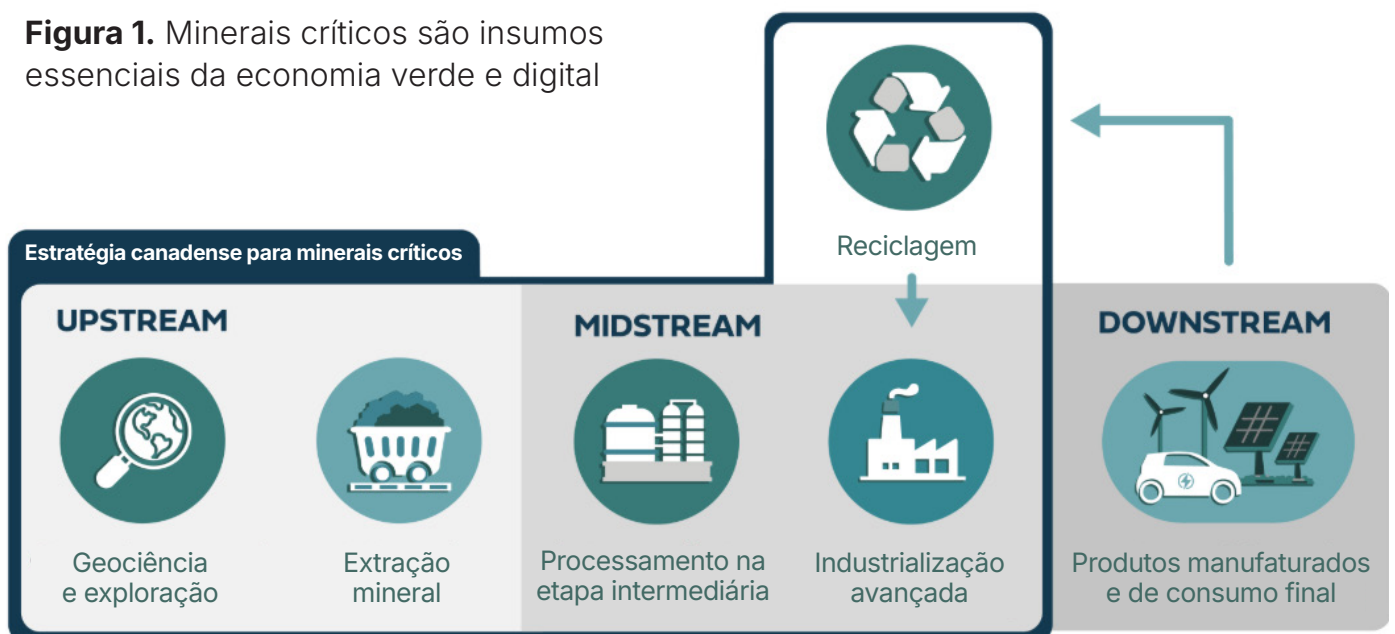 Figura 1. Minerais críticos são insumos
essenciais da economia verde e digital
Reciclagem
Estratégia canadense para minerais críticos
UPSTREAM
MIDSTREAM
DOWNSTREAM
Geociência
e exploração
Extração
mineral
Processamento na
etapa intermediária
Industrialização
avançada
Produtos manufaturados
e de consumo final